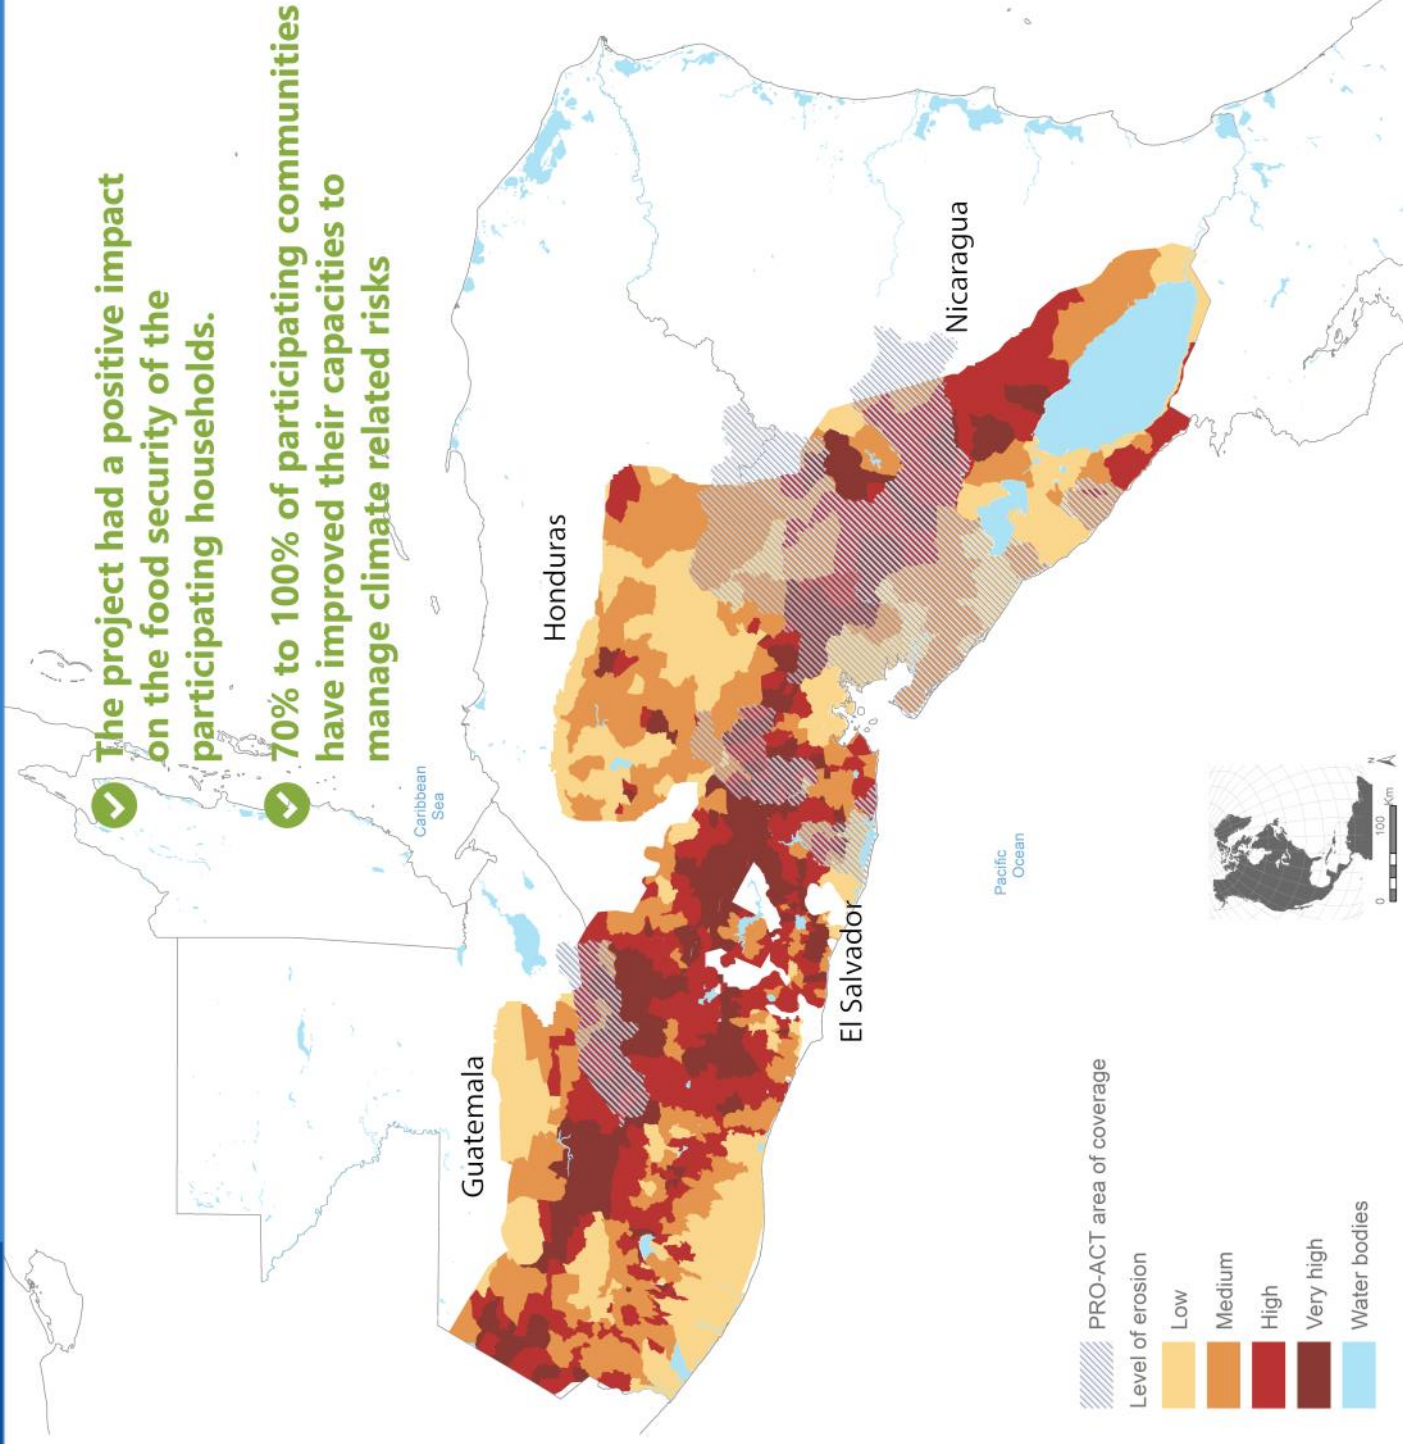 The project had a positive impact
on the food security of the
participating households.
70% to 100% of participating communities
have improved their capacities to
manage climate related risks
Caribbean
Sea
Guatemala
Honduras
El Salvador
Nicaragua
Pacific
Ocean
PRO-ACT area of coverage
Level of erosion
Low
Medium
High
Very high
Water bodies
N
0 100 Km